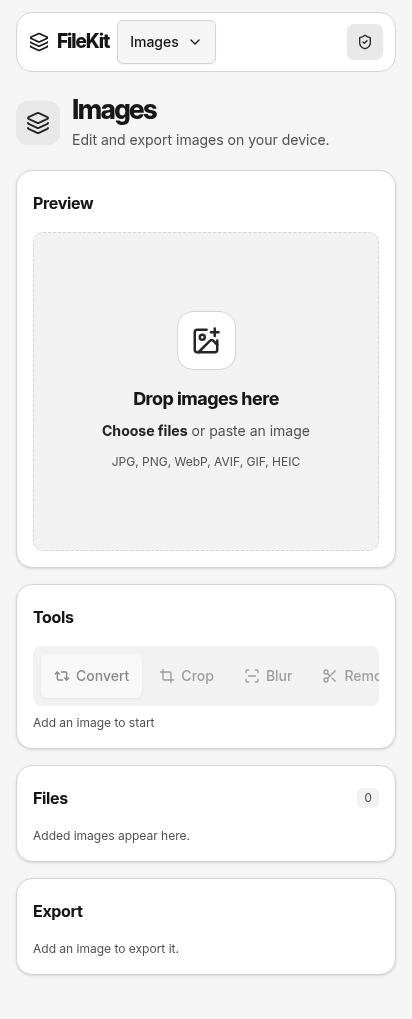 FileKit
Images
Images
Edit and export images on your device.
Preview
Drop images here
Choose files or paste an image
JPG, PNG, WebP, AVIF, GIF, HEIC
Tools
Convert Crop Blur
Add an image to start
Files
0
Added images appear here.
Export
Add an image to export it.